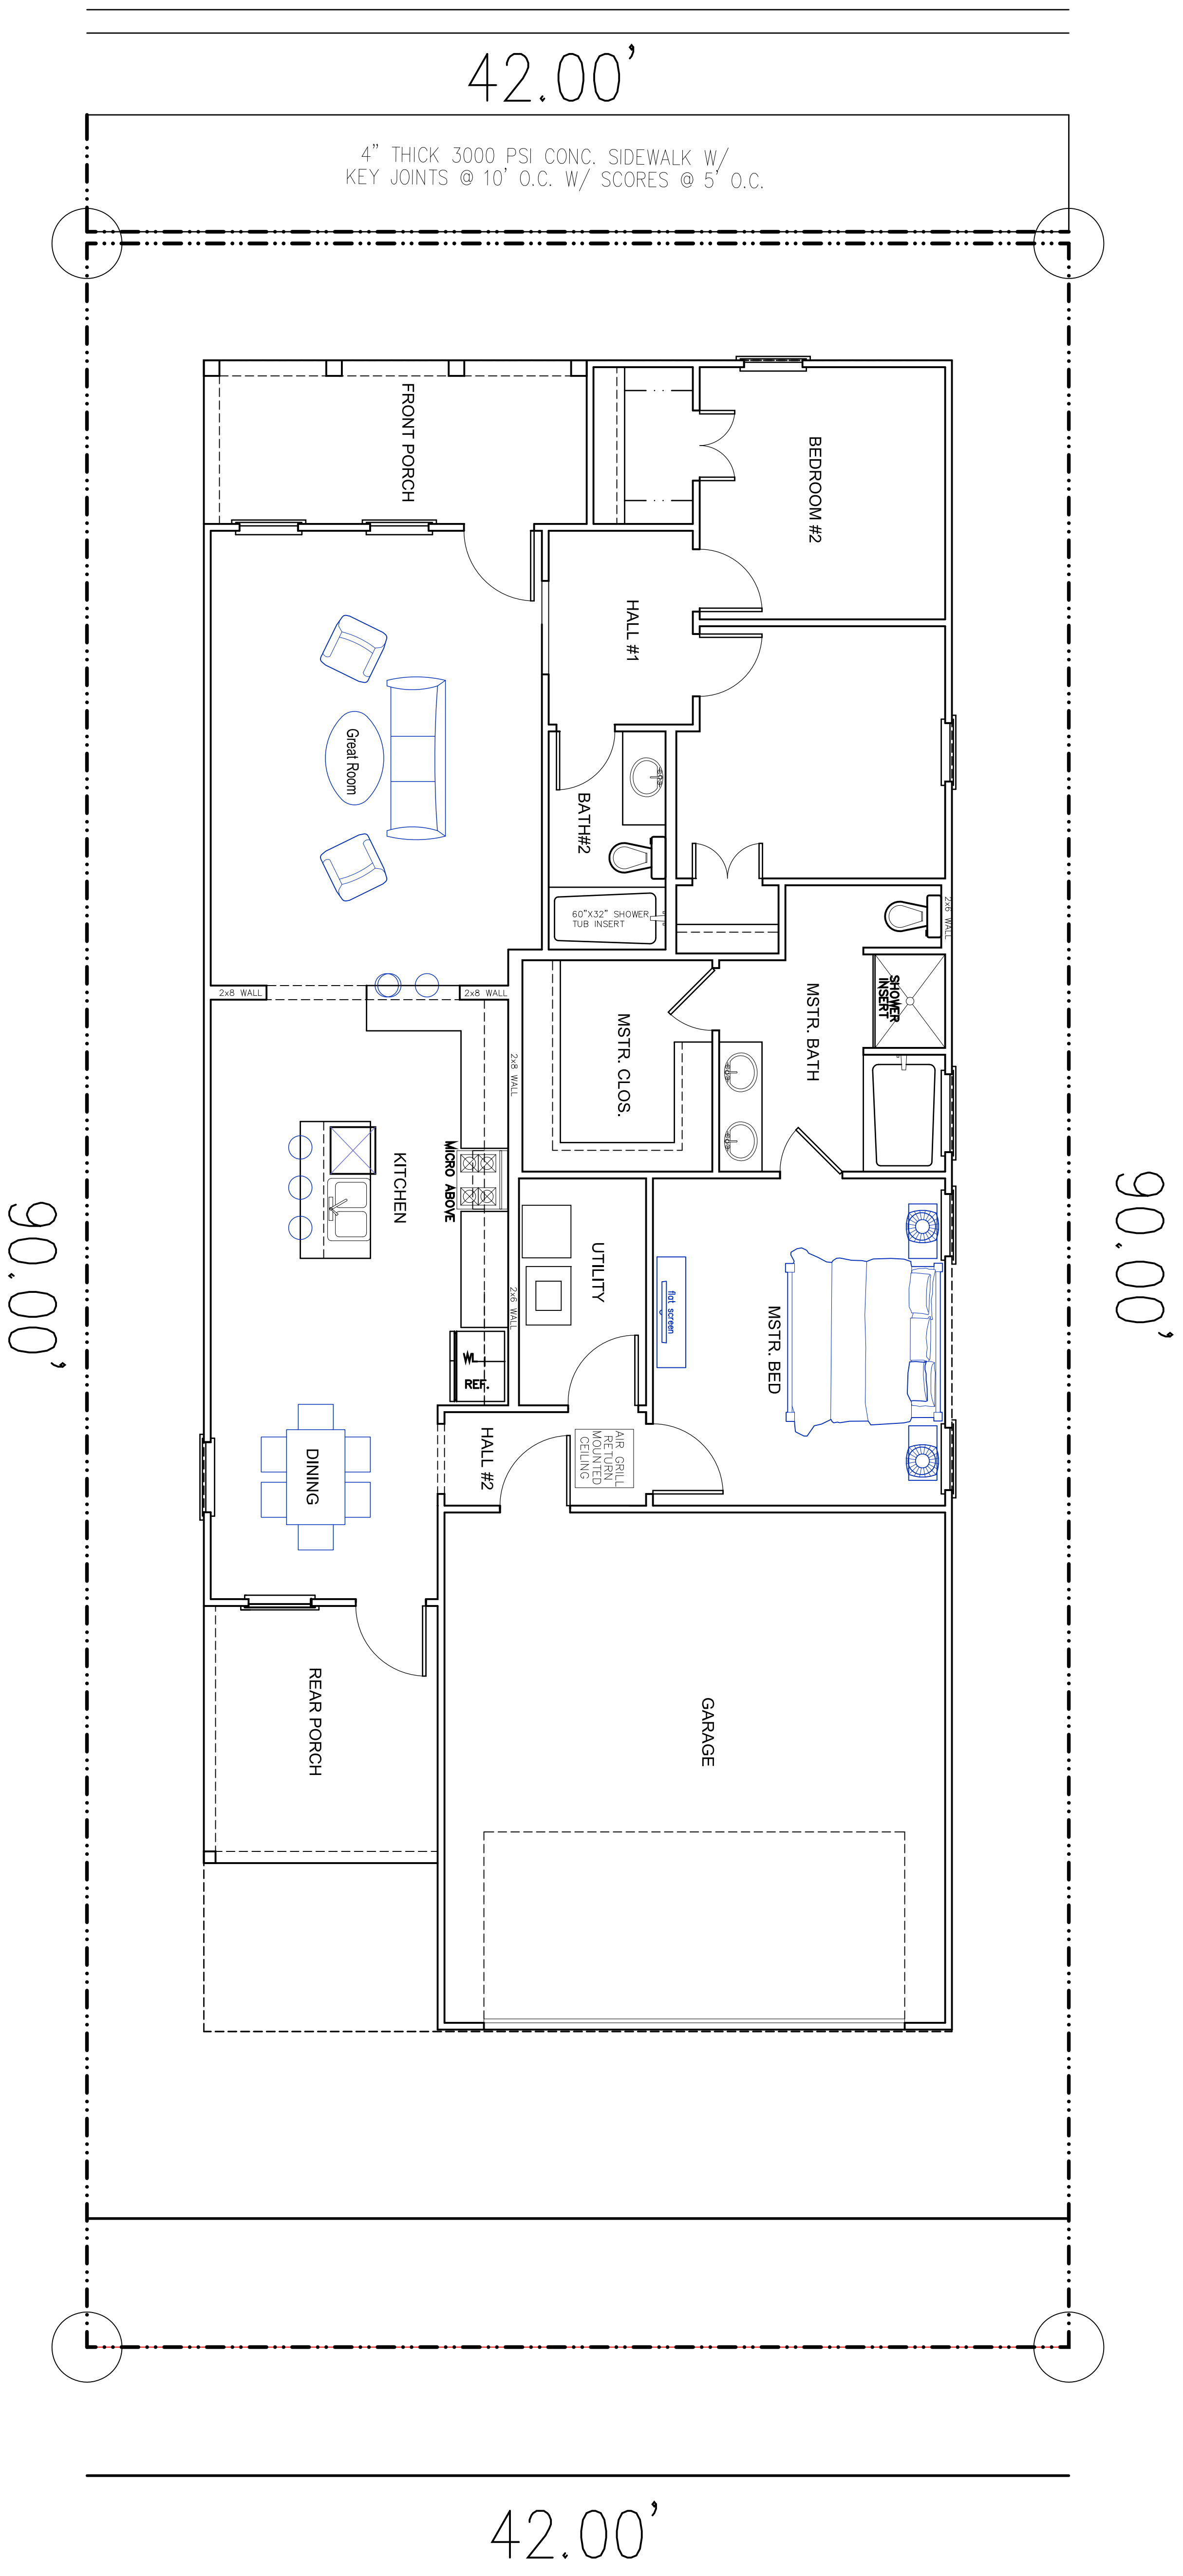 42.00'
4" THICK 3000 PSI CONC. SIDEWALK W/
KEY JOINTS @ 10' O.C. W/ SCORES @ 5' O.C.
FRONT PORCH
BEDROOM #2
HALL #1
Great Room
BATH#2
60"X32" SHOWER
TUB INSERT
2x6 WALL
SHOWER
INSERT
2x8 WALL
2x8 WALL
2x8 WALL
MSTR. CLOS.
MSTR. BATH
KITCHEN
MICRO ABOVE
UTILITY
2x6 WALL
flat screen
MSTR. BED
WL
REF.
DINING
HALL #2
AIR GRILL
RETURN
MOUNTED
CEILING
REAR PORCH
GARAGE
90.00'
90.00'
42.00'